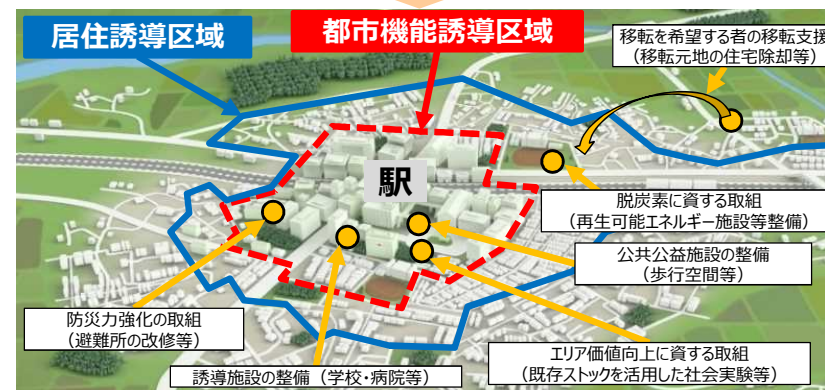 居住誘導区域
都市機能誘導区域
移転を希望する者の移転支援
（移転元地の住宅除却等）
駅
脱炭素に資する取組
（再生可能エネルギー施設等整備）
公共公益施設の整備
（歩行空間等）
防災力強化の取組
（避難所の改修等）
エリア価値向上に資する取組
（既存ストックを活用した社会実験等）
誘導施設の整備（学校・病院等）